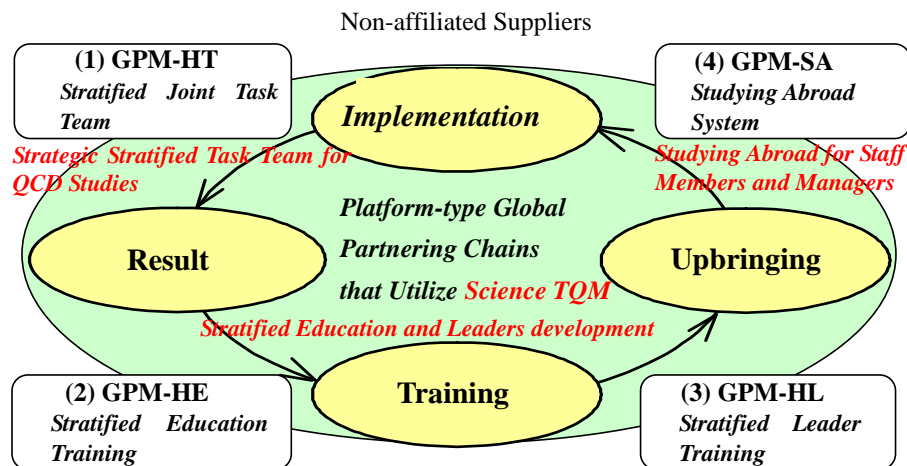 Non-affiliated Suppliers
(1) GPM-HT
Stratified Joint Task
Team
(4) GPM-SA
Studying Abroad
System
Implementation
Strategic Stratified Task Team for
QCD Studies
Studying Abroad for Staff
Members and Managers
Platform-type Global
Partnering Chains
that Utilize Science TQM
Result
Upbringing
Stratified Education and Leaders development
Training
(2) GPM-HE
Stratified Education
Training
(3) GPM-HL
Stratified Leader
Training